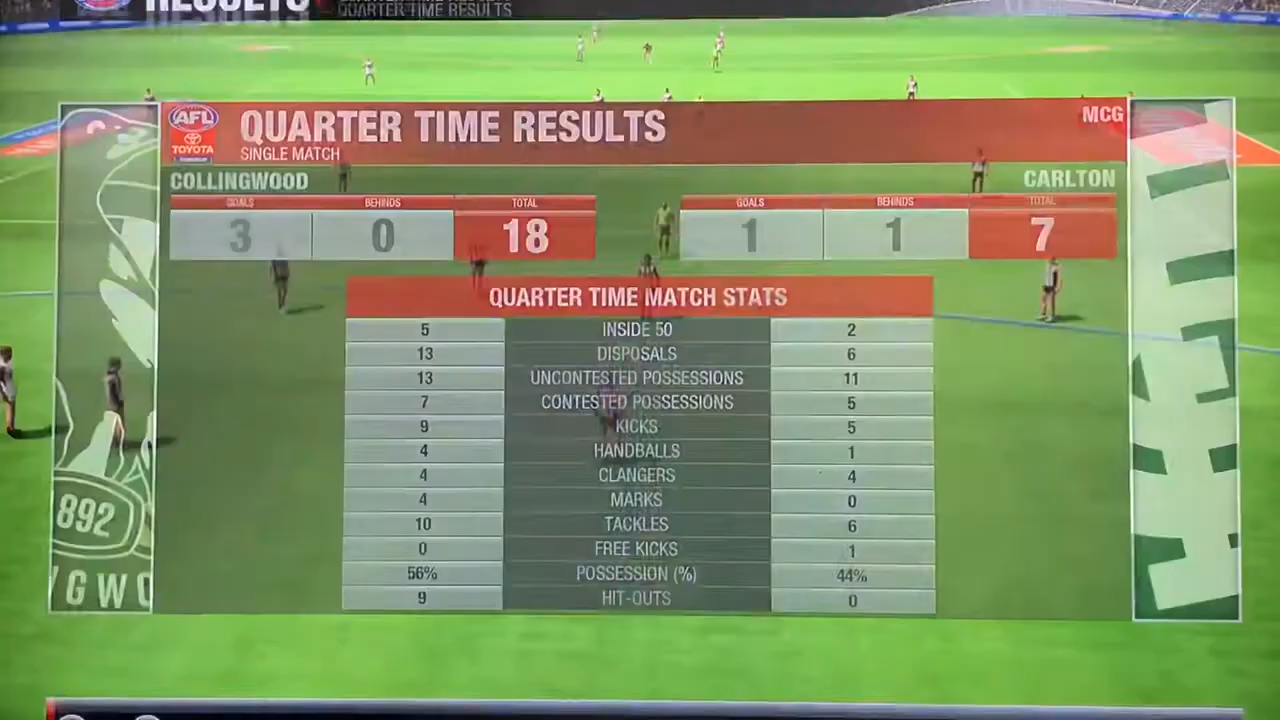 RESULTS
QUARTER TIME RESULTS
AFL
TOYOTA
QUARTER TIME RESULTS
MCG
SINGLE MATCH
COLLINGWOOD
CARLTON
GOALS BEHINDS TOTAL GOALS BEHINDS TOTAL
3 0 18 1 1 7
QUARTER TIME MATCH STATS
5 INSIDE 50 2
13 DISPOSALS 6
13 UNCONTESTED POSSESSIONS 11
7 CONTESTED POSSESSIONS 5
9 KICKS 5
4 HANDBALLS 1
4 CLANGERS 4
4 MARKS 0
10 TACKLES 6
0 FREE KICKS 1
56% POSSESSION (%) 44%
9 HIT-OUTS 0
892
NGWO